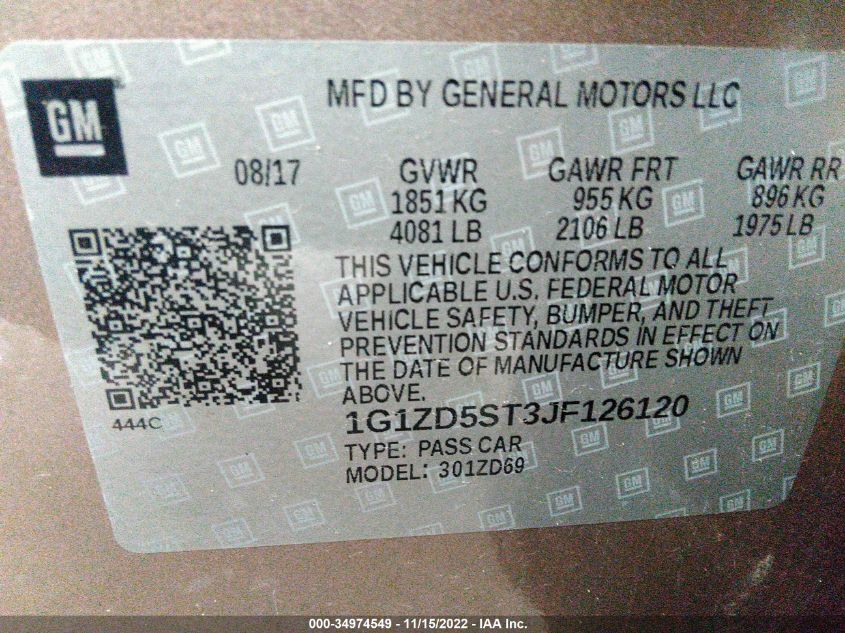 GM
MFD BY GENERAL MOTORS LLC
08/17 GVWR GAWR FRT GAWR RR
1851 KG 955 KG 896 KG
4081 LB 2106 LB 1975 LB
THIS VEHICLE CONFORMS TO ALL
APPLICABLE U.S. FEDERAL MOTOR
VEHICLE SAFETY, BUMPER, AND THEFT
PREVENTION STANDARDS IN EFFECT ON
THE DATE OF MANUFACTURE SHOWN
ABOVE.
444C
1G1ZD5ST3JF126120
TYPE: PASS CAR
MODEL: 301ZD69
000-34974549 - 11/15/2022 - IAA Inc.